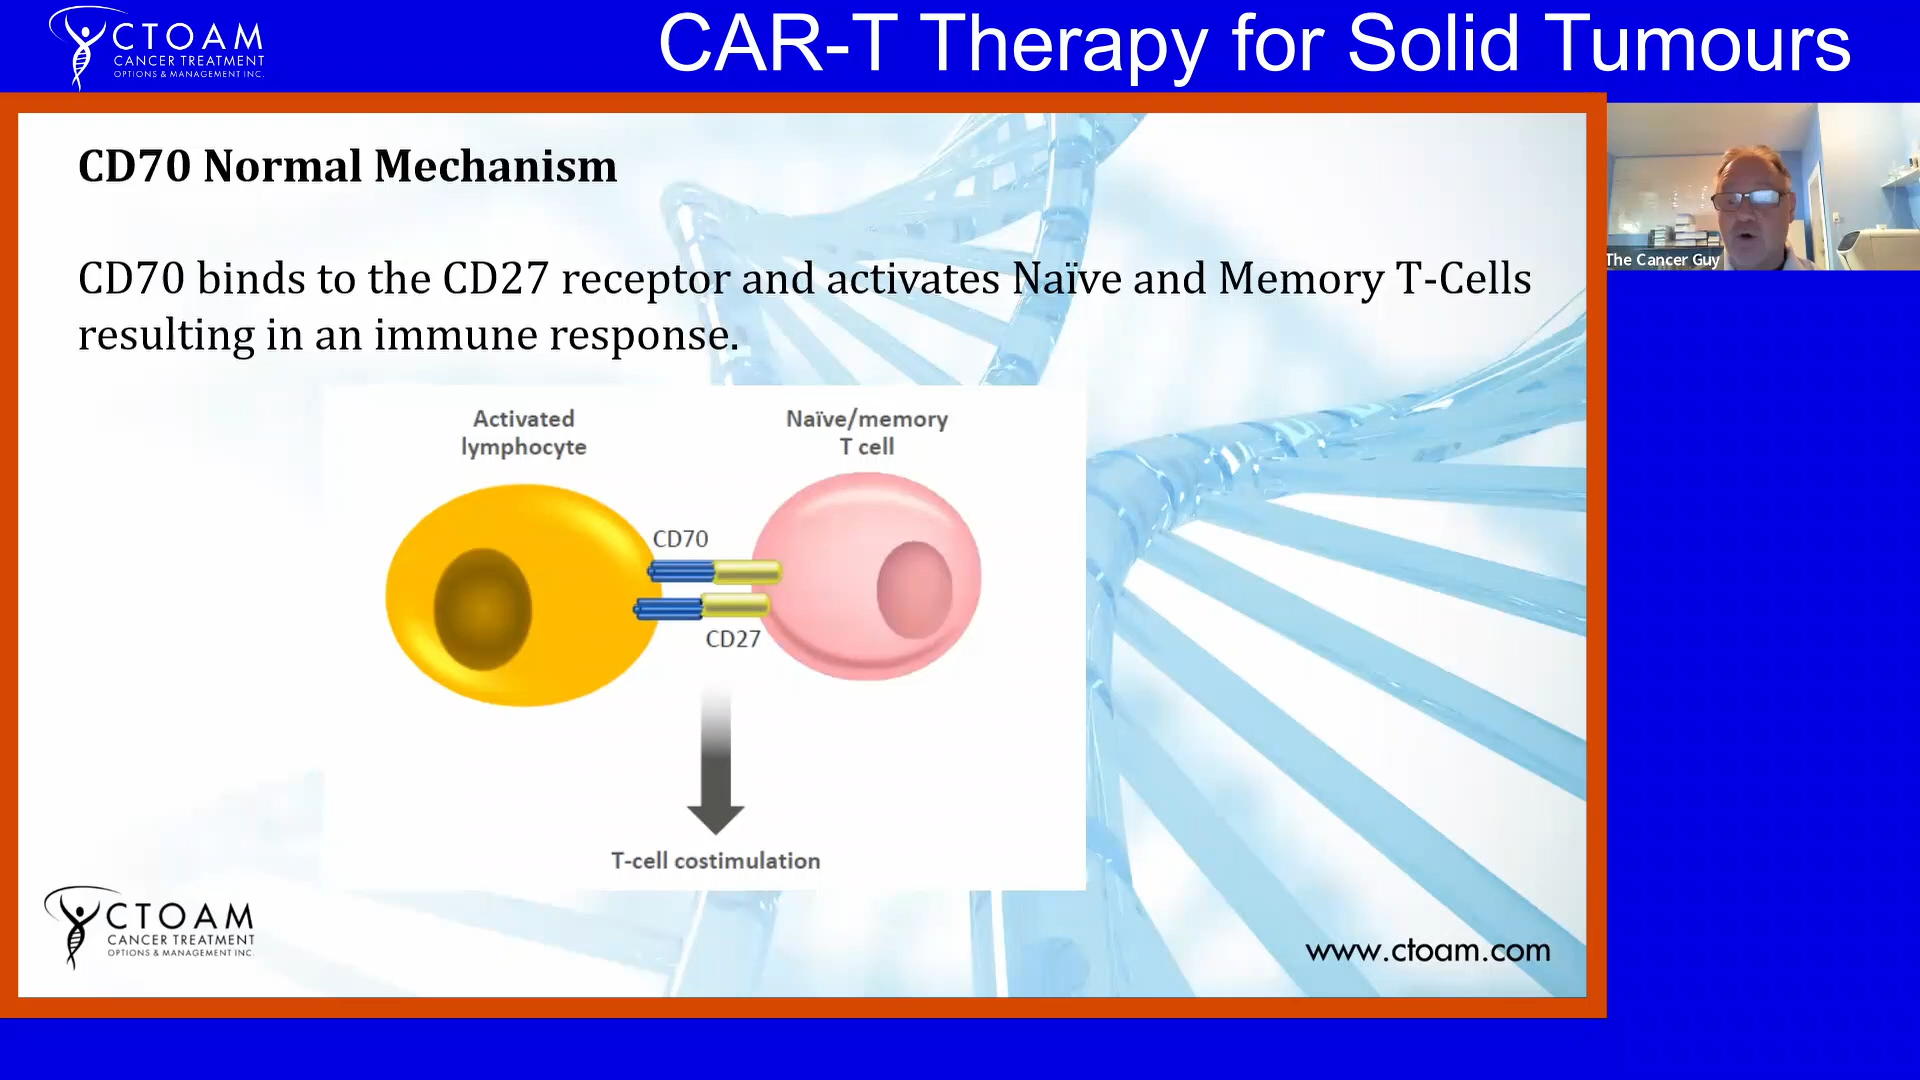 CTOAM
CANCER TREATMENT
OPTIONS & MANAGEMENT INC.
CAR-T Therapy for Solid Tumours
The Cancer Guy
CD70 Normal Mechanism
CD70 binds to the CD27 receptor and activates Naïve and Memory T-Cells
resulting in an immune response.
Activated
lymphocyte
Naïve/memory
T cell
CD70
CD27
T-cell costimulation
CTOAM
CANCER TREATMENT
OPTIONS & MANAGEMENT INC.
www.ctoam.com